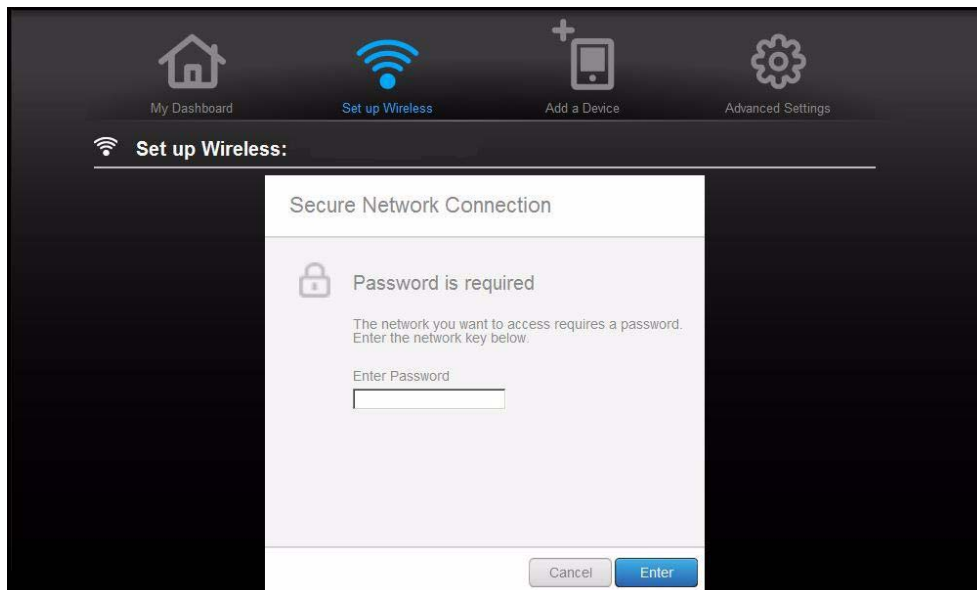 My Dashboard
Set up Wireless
Add a Device
Advanced Settings
Set up Wireless:
Secure Network Connection
Password is required
The network you want to access requires a password.
Enter the network key below.
Enter Password
Cancel
Enter